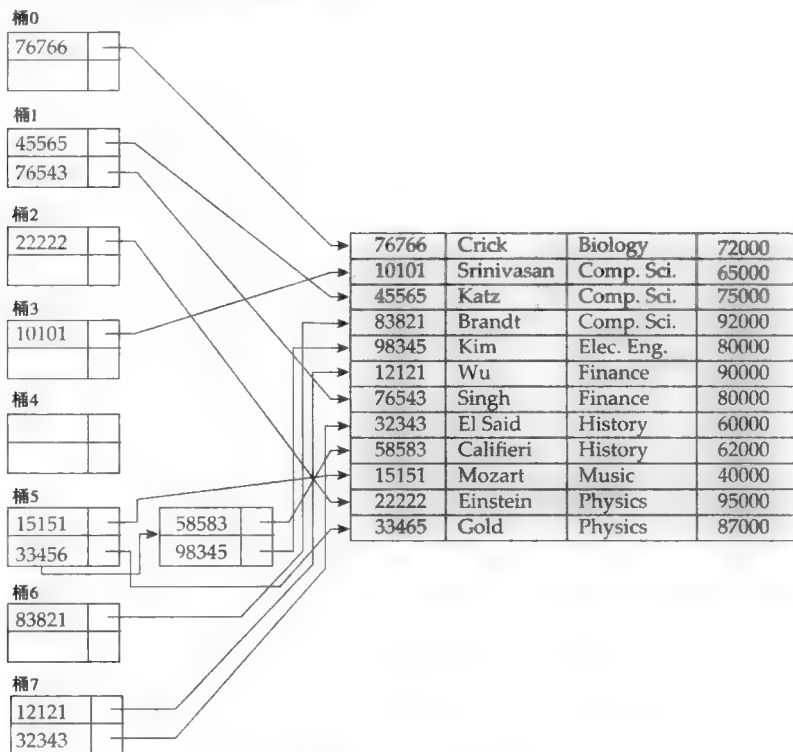 桶0
76766
桶1
45565
76543
桶2
22222
桶3
10101
桶4
桶5
15151
33456
58583
98345
桶6
83821
桶7
12121
32343
76766 Crick Biology 72000
10101 Srinivasan Comp. Sci. 65000
45565 Katz Comp. Sci. 75000
83821 Brandt Comp. Sci. 92000
98345 Kim Elec. Eng. 80000
12121 Wu Finance 90000
76543 Singh Finance 80000
32343 El Said History 60000
58583 Califieri History 62000
15151 Mozart Music 40000
22222 Einstein Physics 95000
33465 Gold Physics 87000